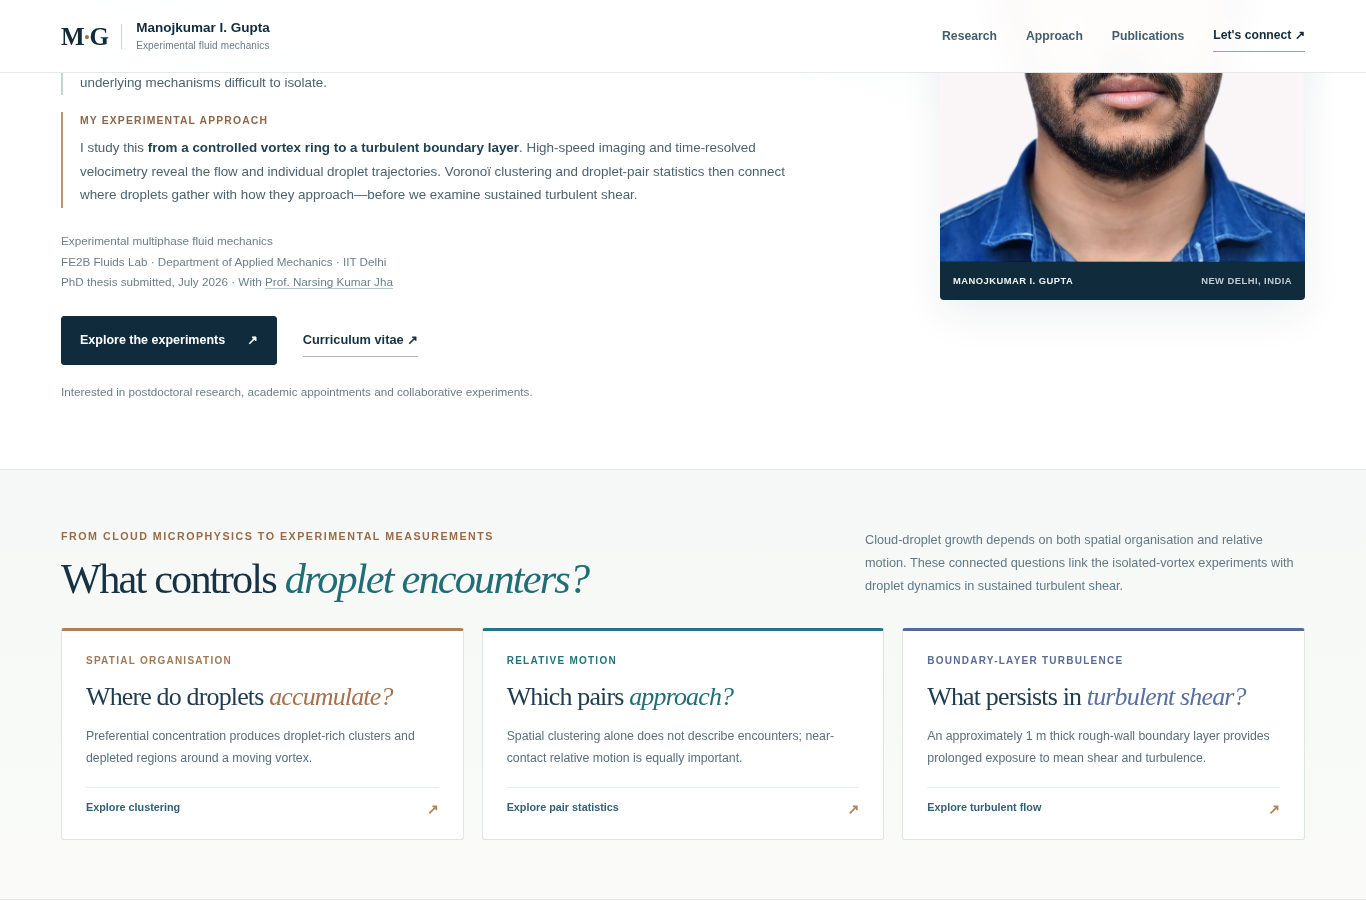 M·G
Manojkumar I. Gupta
Experimental fluid mechanics
Research
Approach
Publications
Let's connect ↗
underlying mechanisms difficult to isolate.
MY EXPERIMENTAL APPROACH
I study this from a controlled vortex ring to a turbulent boundary layer. High-speed imaging and time-resolved
velocimetry reveal the flow and individual droplet trajectories. Voronoï clustering and droplet-pair statistics then connect
where droplets gather with how they approach—before we examine sustained turbulent shear.
Experimental multiphase fluid mechanics
FE2B Fluids Lab · Department of Applied Mechanics · IIT Delhi
PhD thesis submitted, July 2026 · With Prof. Narsing Kumar Jha
Explore the experiments ↗
Curriculum vitae ↗
Interested in postdoctoral research, academic appointments and collaborative experiments.
MANOJKUMAR I. GUPTA
NEW DELHI, INDIA
FROM CLOUD MICROPHYSICS TO EXPERIMENTAL MEASUREMENTS
What controls droplet encounters?
Cloud-droplet growth depends on both spatial organisation and relative
motion. These connected questions link the isolated-vortex experiments with
droplet dynamics in sustained turbulent shear.
SPATIAL ORGANISATION
Where do droplets accumulate?
Preferential concentration produces droplet-rich clusters and
depleted regions around a moving vortex.
Explore clustering ↗
RELATIVE MOTION
Which pairs approach?
Spatial clustering alone does not describe encounters; near-
contact relative motion is equally important.
Explore pair statistics ↗
BOUNDARY-LAYER TURBULENCE
What persists in turbulent shear?
An approximately 1 m thick rough-wall boundary layer provides
prolonged exposure to mean shear and turbulence.
Explore turbulent flow ↗